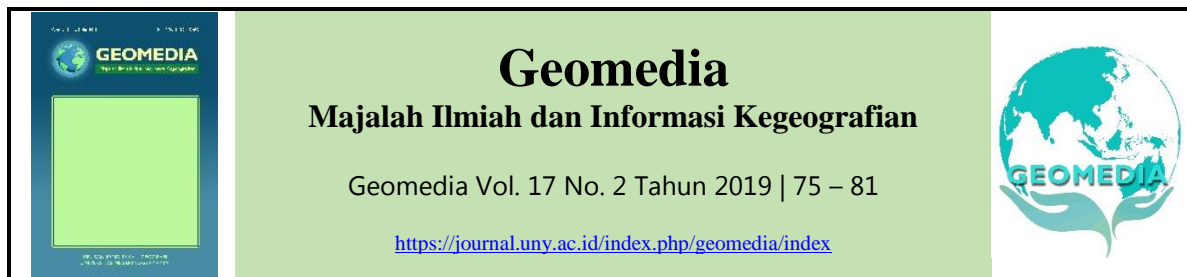 GEOMEDIA
Geomedia
Majalah Ilmiah dan Informasi Kegeografian
Geomedia Vol. 17 No. 2 Tahun 2019 | 75 – 81
https://journal.uny.ac.id/index.php/geomedia/index
GEOMEDIA